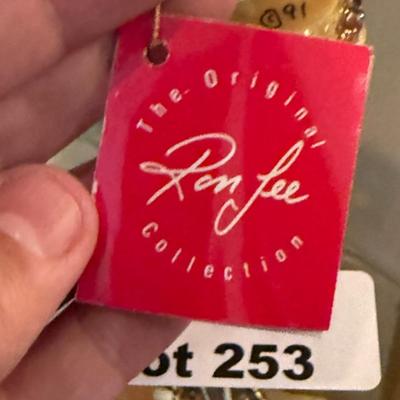 ©91
The Original
Ron Lee
Collection
ot 253